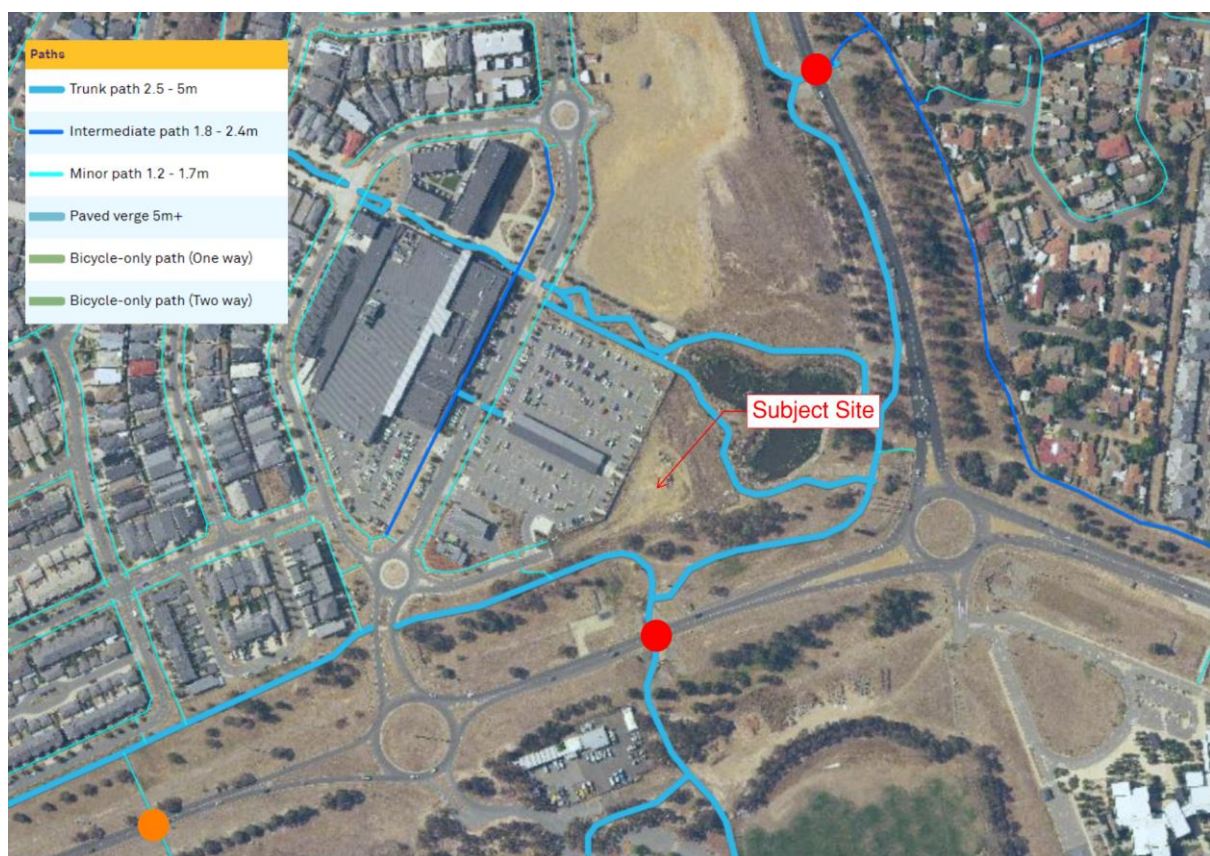 Paths
Trunk path 2.5 - 5m
Intermediate path 1.8 - 2.4m
Minor path 1.2 - 1.7m
Paved verge 5m+
Bicycle-only path (One way)
Bicycle-only path (Two way)
Subject Site